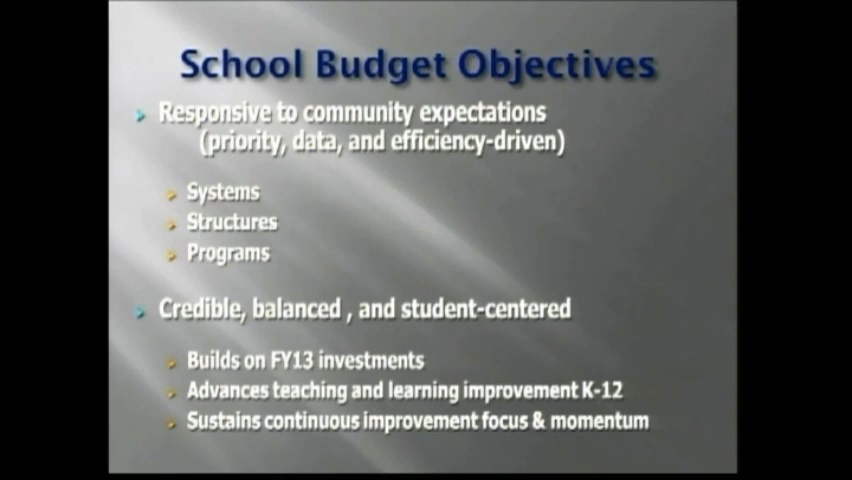 School Budget Objectives
Responsive to community expectations
(priority, data, and efficiency-driven)
Systems
Structures
Programs
Credible, balanced , and student-centered
Builds on FY13 investments
Advances teaching and learning improvement K-12
Sustains continuous improvement focus & momentum